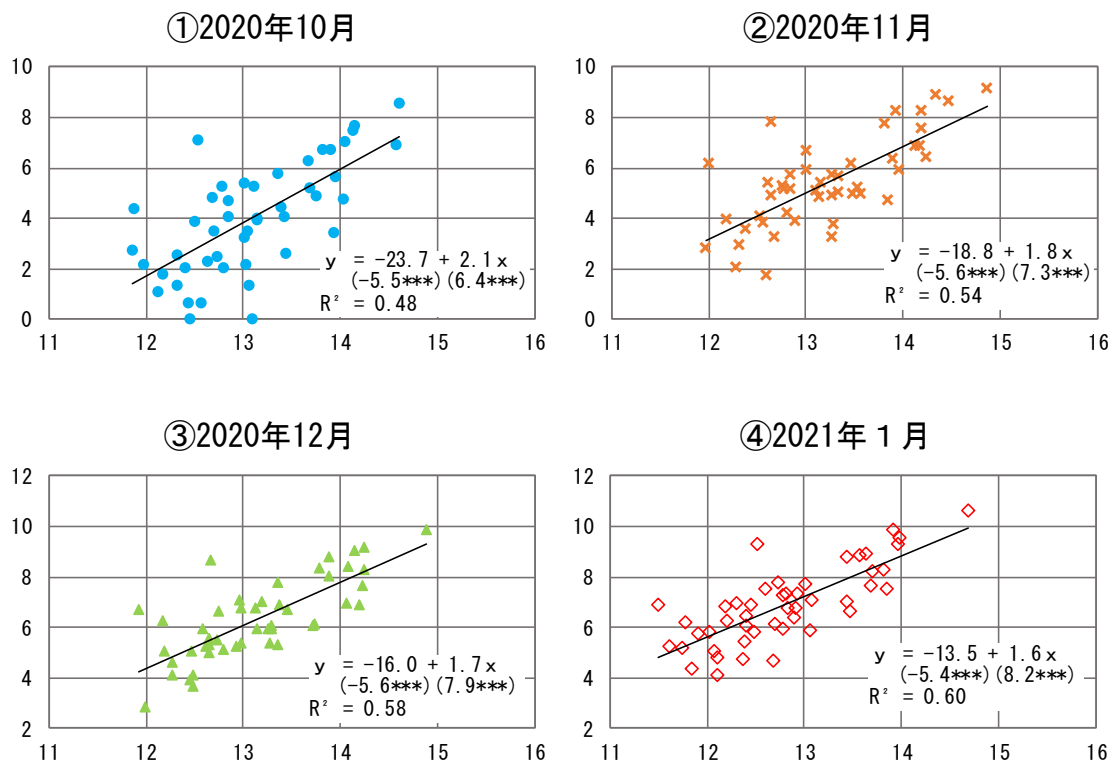 ①2020年10月
10
8
6
4
2
0
11 12 13 14 15 16
y = -23.7 + 2.1x
(-5.5***)(6.4***)
R² = 0.48
②2020年11月
10
8
6
4
2
0
11 12 13 14 15 16
y = -18.8 + 1.8x
(-5.6***)(7.3***)
R² = 0.54
③2020年12月
12
10
8
6
4
2
11 12 13 14 15 16
y = -16.0 + 1.7x
(-5.6***)(7.9***)
R² = 0.58
④2021年１月
12
10
8
6
4
2
11 12 13 14 15 16
y = -13.5 + 1.6x
(-5.4***)(8.2***)
R² = 0.60